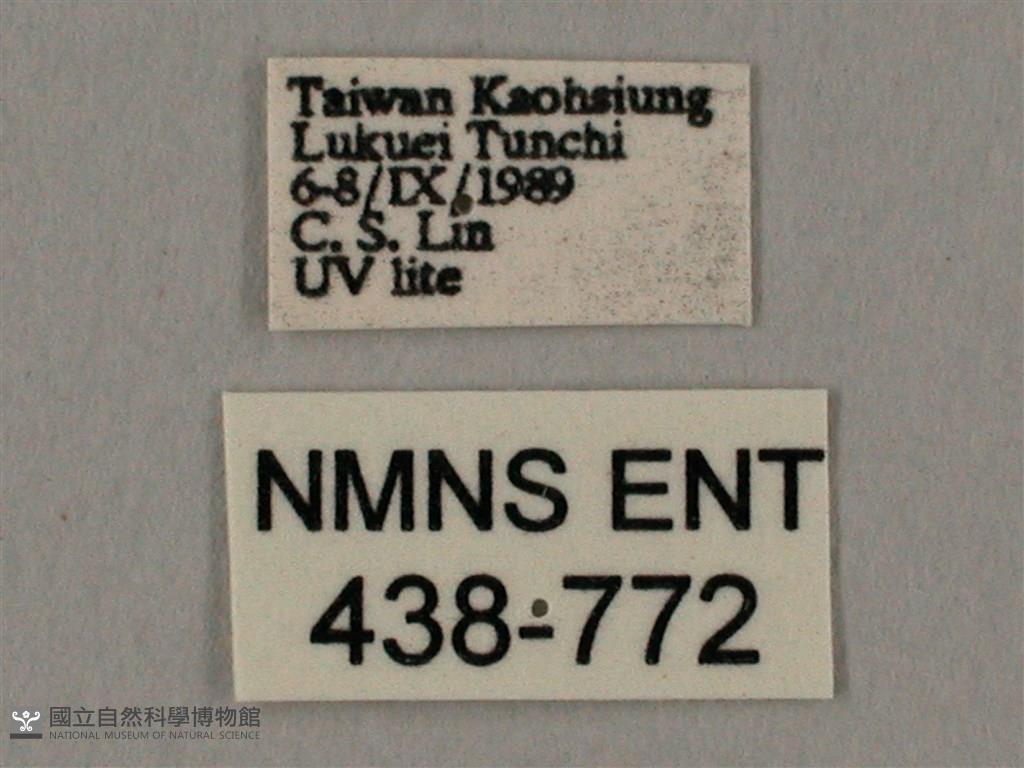 Taiwan Kaohsiung
Lukuei Tunchi
6-8/IX/1989
C. S. Lin
UV lite
NMNS ENT
438-772
國立自然科學博物館
NATIONAL MUSEUM OF NATURAL SCIENCE